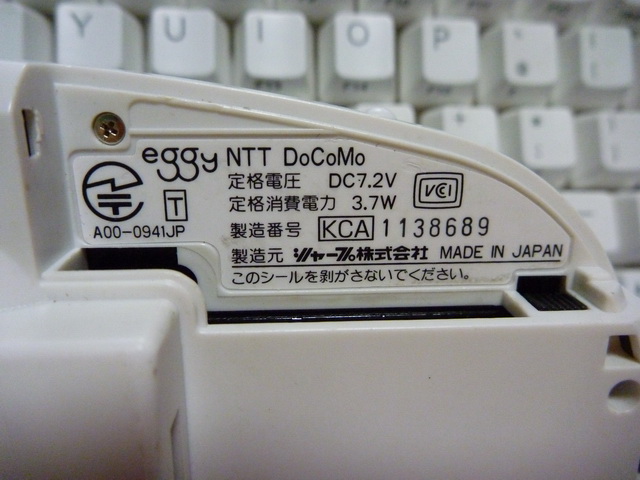 Y U I O P
eggy NTT DoCoMo
定格電圧 DC7.2V
定格消費電力 3.7W
VCI
T
A00-0941JP
製造番号 KCA 1138689
製造元 シャープ株式会社 MADE IN JAPAN
このシールを剥がさないでください。